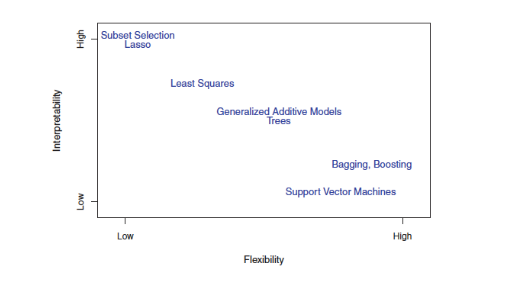 High
Subset Selection
Lasso
Least Squares
Generalized Additive Models
Trees
Bagging, Boosting
Support Vector Machines
Interpretability
Low
Low
High
Flexibility